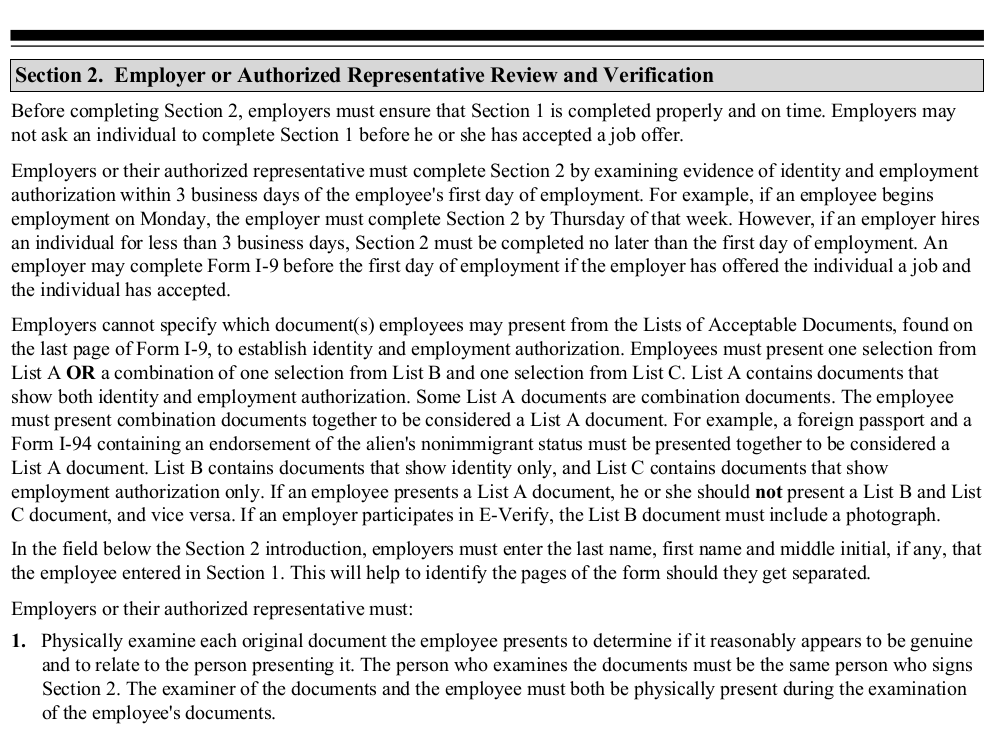 Section 2. Employer or Authorized Representative Review and Verification
Before completing Section 2, employers must ensure that Section 1 is completed properly and on time. Employers may
not ask an individual to complete Section 1 before he or she has accepted a job offer.
Employers or their authorized representative must complete Section 2 by examining evidence of identity and employment
authorization within 3 business days of the employee's first day of employment. For example, if an employee begins
employment on Monday, the employer must complete Section 2 by Thursday of that week. However, if an employer hires
an individual for less than 3 business days, Section 2 must be completed no later than the first day of employment. An
employer may complete Form I-9 before the first day of employment if the employer has offered the individual a job and
the individual has accepted.
Employers cannot specify which document(s) employees may present from the Lists of Acceptable Documents, found on
the last page of Form I-9, to establish identity and employment authorization. Employees must present one selection from
List A OR a combination of one selection from List B and one selection from List C. List A contains documents that
show both identity and employment authorization. Some List A documents are combination documents. The employee
must present combination documents together to be considered a List A document. For example, a foreign passport and a
Form I-94 containing an endorsement of the alien's nonimmigrant status must be presented together to be considered a
List A document. List B contains documents that show identity only, and List C contains documents that show
employment authorization only. If an employee presents a List A document, he or she should not present a List B and List
C document, and vice versa. If an employer participates in E-Verify, the List B document must include a photograph.
In the field below the Section 2 introduction, employers must enter the last name, first name and middle initial, if any, that
the employee entered in Section 1. This will help to identify the pages of the form should they get separated.
Employers or their authorized representative must:
1. Physically examine each original document the employee presents to determine if it reasonably appears to be genuine
and to relate to the person presenting it. The person who examines the documents must be the same person who signs
Section 2. The examiner of the documents and the employee must both be physically present during the examination
of the employee's documents.